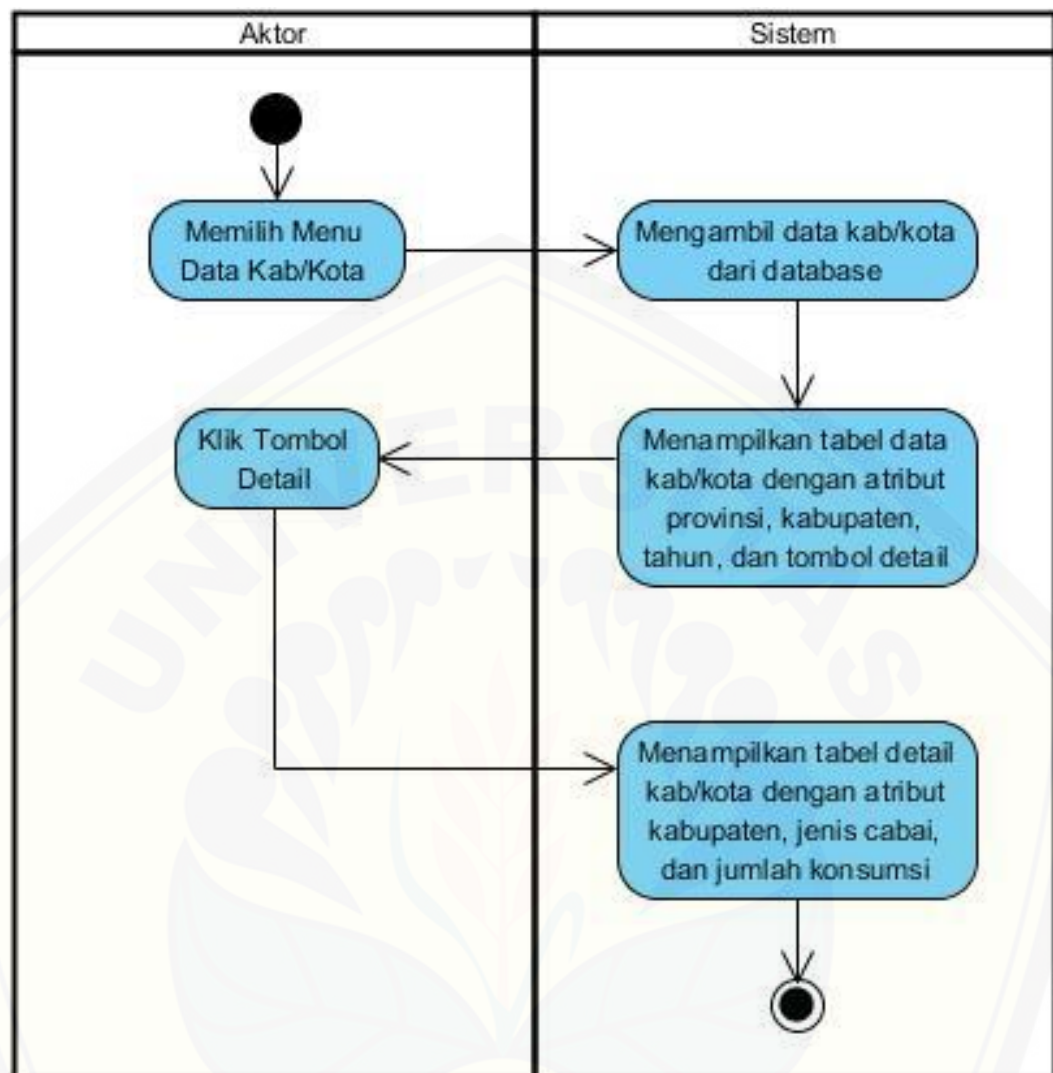 Aktor
Sistem
Memilih Menu
Data Kab/Kota
Mengambil data kab/kota
dari database
Menampilkan tabel data
kab/kota dengan atribut
provinsi, kabupaten,
tahun, dan tombol detail
Klik Tombol
Detail
Menampilkan tabel detail
kab/kota dengan atribut
kabupaten, jenis cabai,
dan jumlah konsumsi
UNIVERSITAS